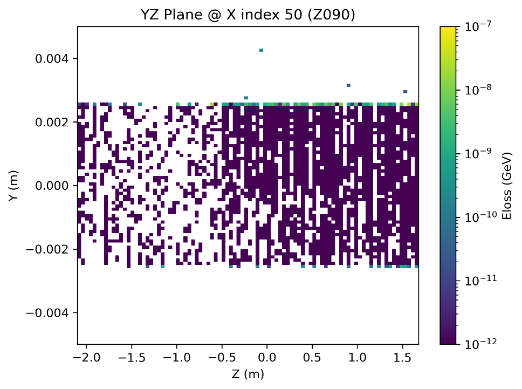 YZ Plane @ X index 50 (Z090)
0.004
0.002
0.000
−0.002
−0.004
Y (m)
−2.0 −1.5 −1.0 −0.5 0.0 0.5 1.0 1.5
Z (m)
10⁻⁷
10⁻⁸
10⁻⁹
10⁻¹⁰
10⁻¹¹
10⁻¹²
Eloss (GeV)